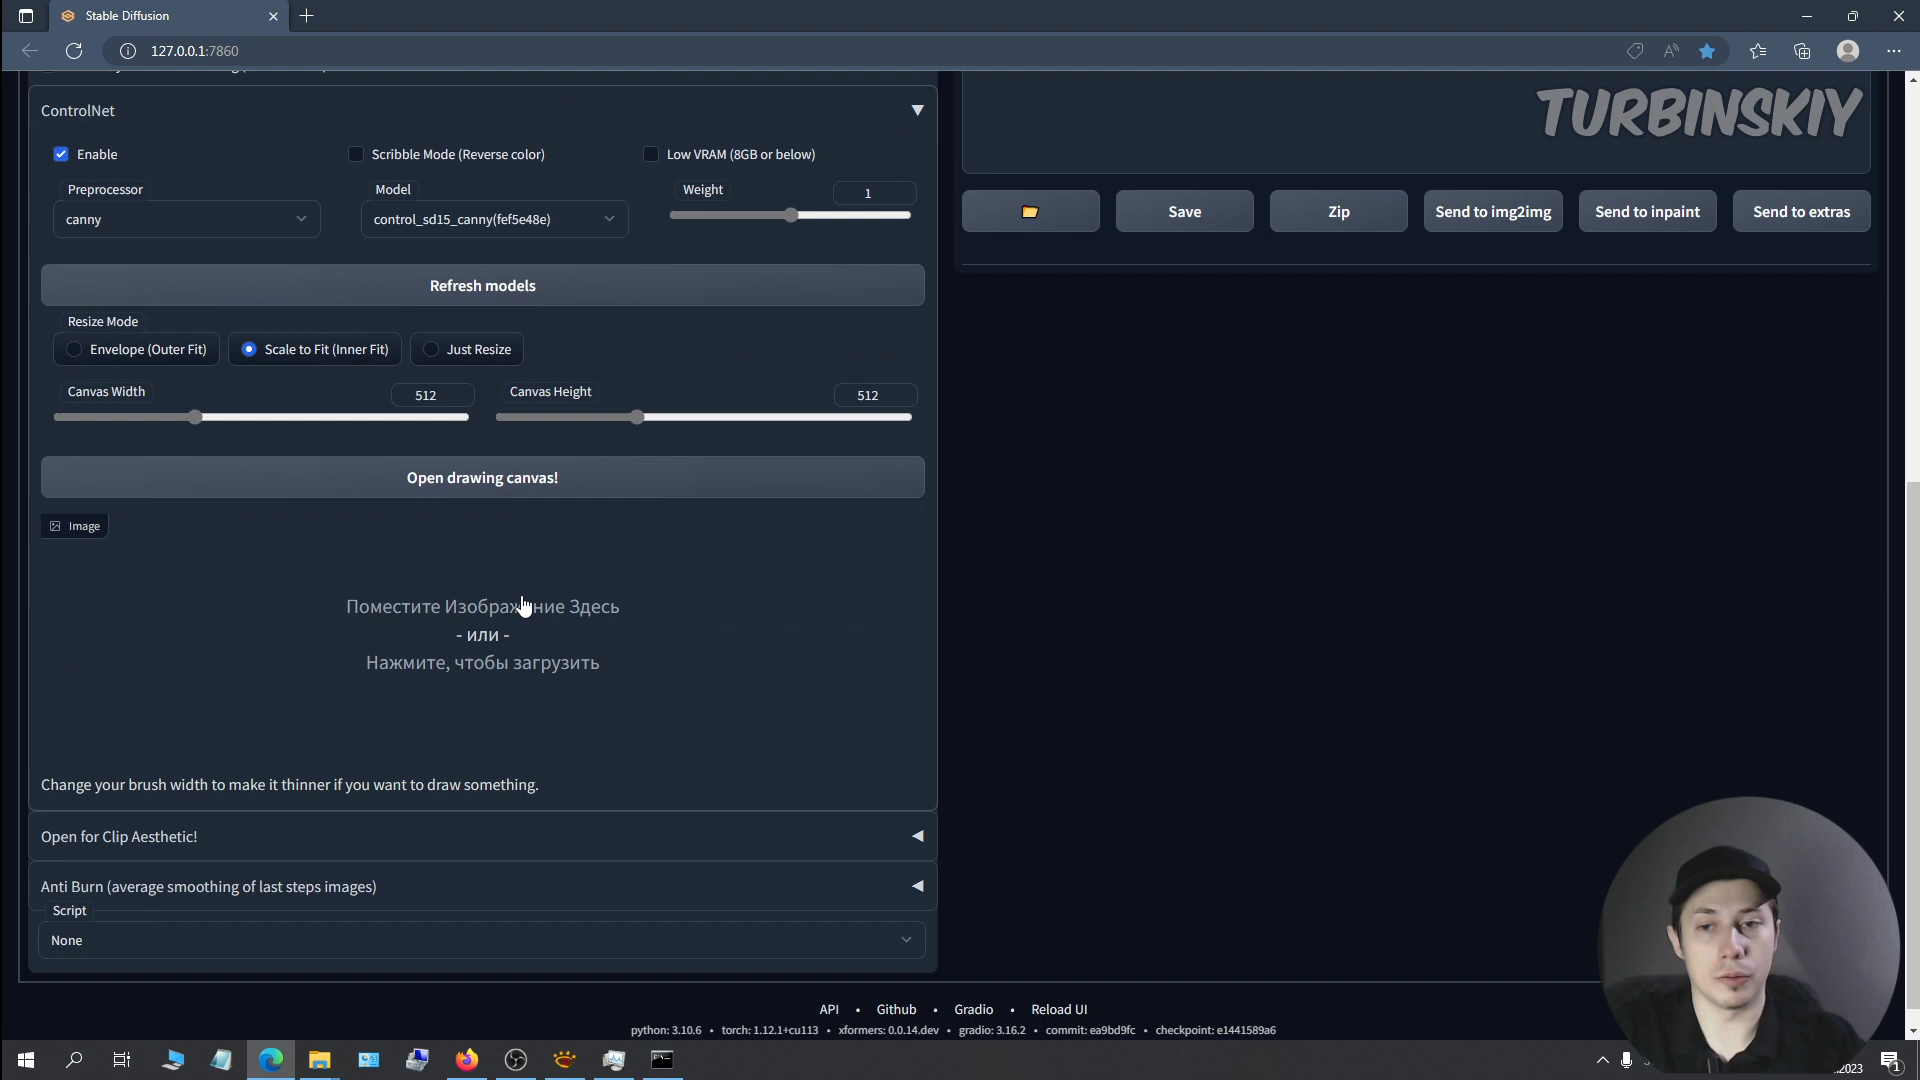 Stable Diffusion
127.0.0.1:7860
TURBINSKIY
ControlNet
Enable
Scribble Mode (Reverse color)
Low VRAM (8GB or below)
Preprocessor
Model
Weight
1
canny
control_sd15_canny(fef5e48e)
Save
Zip
Send to img2img
Send to inpaint
Send to extras
Refresh models
Resize Mode
Envelope (Outer Fit)
Scale to Fit (Inner Fit)
Just Resize
Canvas Width
512
Canvas Height
512
Open drawing canvas!
Image
Поместите Изображение Здесь
- или -
Нажмите, чтобы загрузить
Change your brush width to make it thinner if you want to draw something.
Open for Clip Aesthetic!
Anti Burn (average smoothing of last steps images)
Script
None
API • Github • Gradio • Reload UI
python: 3.10.6 • torch: 1.12.1+cu113 • xformers: 0.0.14.dev • gradio: 3.16.2 • commit: ea9bd9fc • checkpoint: e1441589a6
.2023
1